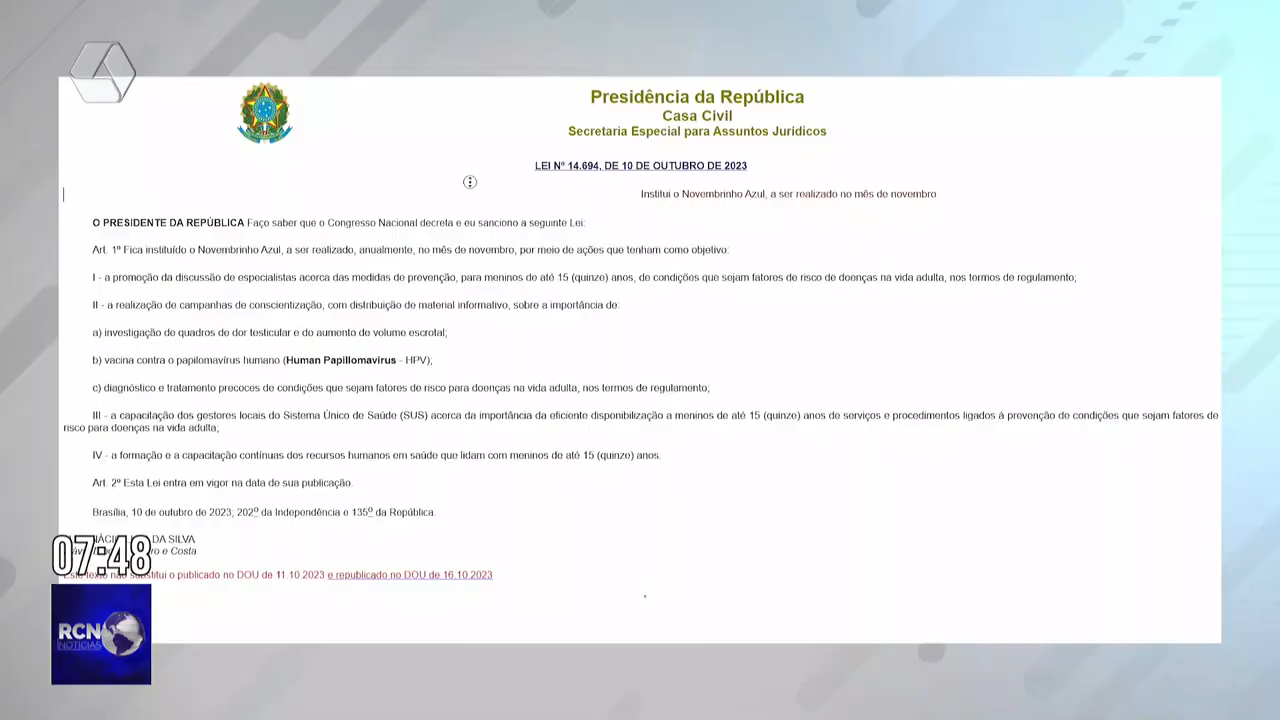 Presidência da República
Casa Civil
Secretaria Especial para Assuntos Jurídicos
LEI Nº 14.694, DE 10 DE OUTUBRO DE 2023
Institui o Novembrinho Azul, a ser realizado no mês de novembro
O PRESIDENTE DA REPÚBLICA Faço saber que o Congresso Nacional decreta e eu sanciono a seguinte Lei:
Art. 1º Fica instituído o Novembrinho Azul, a ser realizado, anualmente, no mês de novembro, por meio de ações que tenham como objetivo:
I - a promoção da discussão de especialistas acerca das medidas de prevenção, para meninos de até 15 (quinze) anos, de condições que sejam fatores de risco de doenças na vida adulta, nos termos de regulamento;
II - a realização de campanhas de conscientização, com distribuição de material informativo, sobre a importância de:
a) investigação de quadros de dor testicular e do aumento de volume escrotal;
b) vacina contra o papilomavírus humano (Human Papillomavirus - HPV);
c) diagnóstico e tratamento precoces de condições que sejam fatores de risco para doenças na vida adulta, nos termos de regulamento;
III - a capacitação dos gestores locais do Sistema Único de Saúde (SUS) acerca da importância da eficiente disponibilização a meninos de até 15 (quinze) anos de serviços e procedimentos ligados à prevenção de condições que sejam fatores de
risco para doenças na vida adulta;
IV - a formação e a capacitação contínuas dos recursos humanos em saúde que lidam com meninos de até 15 (quinze) anos.
Art. 2º Esta Lei entra em vigor na data de sua publicação.
Brasília, 10 de outubro de 2023; 202º da Independência e 135º da República.
DA SILVA
e Costa
Este texto não substitui o publicado no DOU de 11.10.2023 e republicado no DOU de 16.10.2023
07:48
RCN
NOTÍCIAS